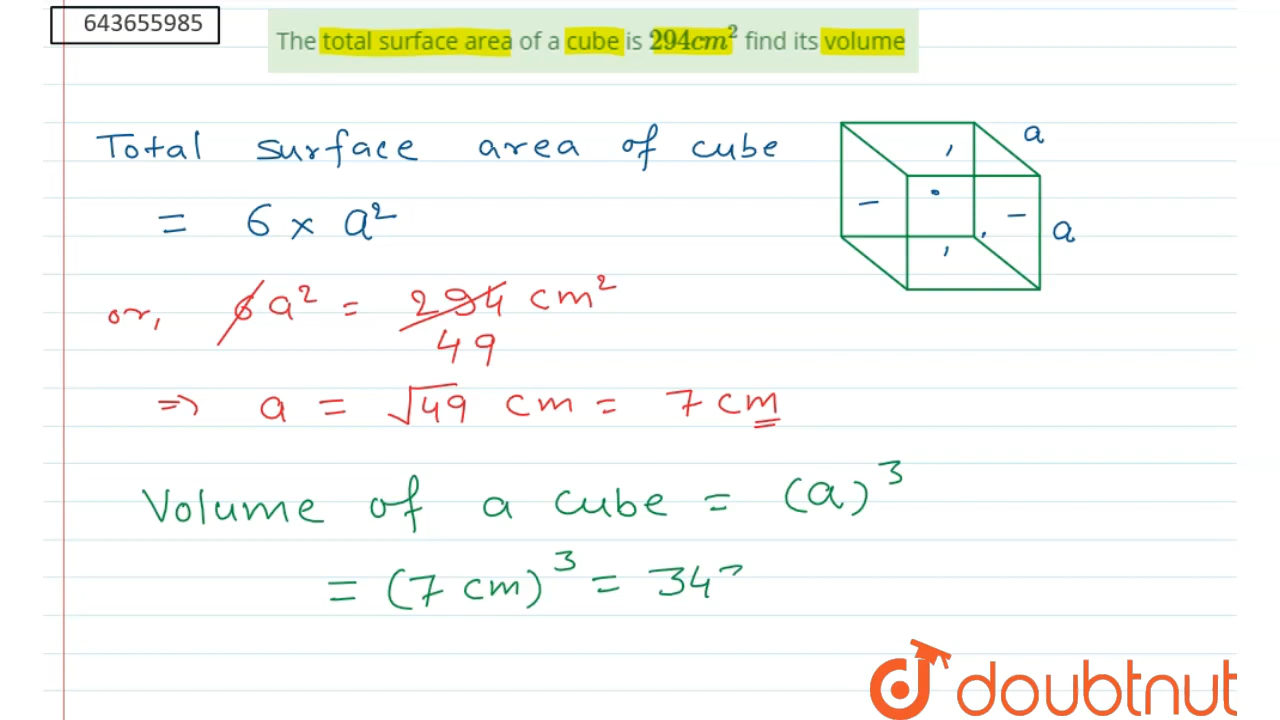 643655985
The total surface area of a cube is 294cm² find its volume
Total surface area of cube
= 6 × a²
or, 6a² = 294 cm²
49
⇒ a = √49 cm = 7 cm
Volume of a cube = (a)³
= (7 cm)³ = 34
a
a
doubtnut